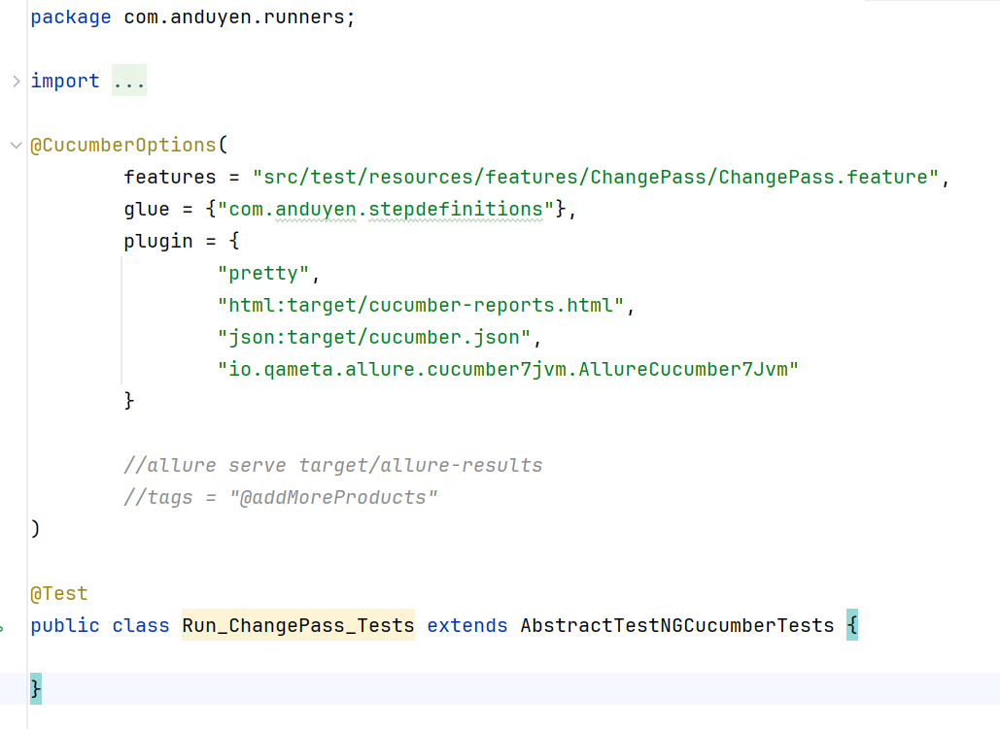 package com.anduyen.runners;
import ...
@CucumberOptions(
features = "src/test/resources/features/ChangePass/ChangePass.feature",
glue = {"com.anduyen.stepdefinitions"},
plugin = {
"pretty",
"html:target/cucumber-reports.html",
"json:target/cucumber.json",
"io.qameta.allure.cucumber7jvm.AllureCucumber7Jvm"
}
//allure serve target/allure-results
//tags = "@addMoreProducts"
)
@Test
public class Run_ChangePass_Tests extends AbstractTestNGCucumberTests {
}